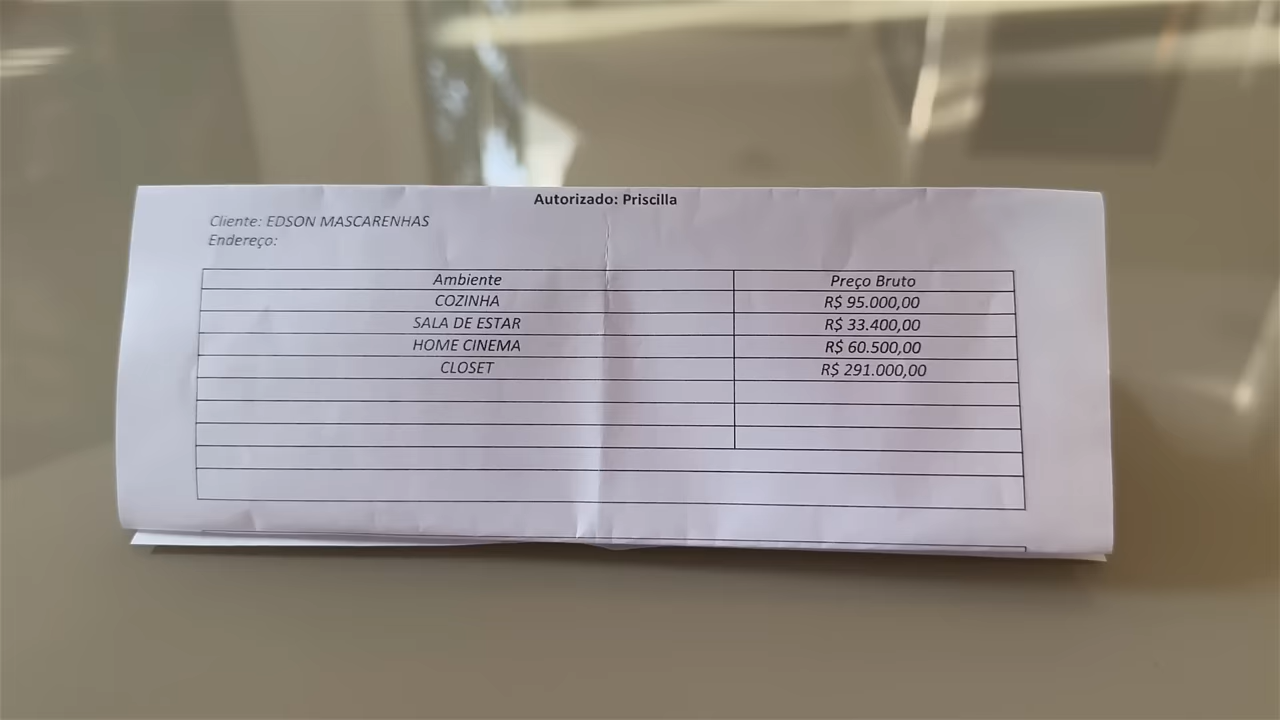 Autorizado: Priscilla
Cliente: EDSON MASCARENHAS
Endereço:
Ambiente Preço Bruto
COZINHA R$ 95.000,00
SALA DE ESTAR R$ 33.400,00
HOME CINEMA R$ 60.500,00
CLOSET R$ 291.000,00